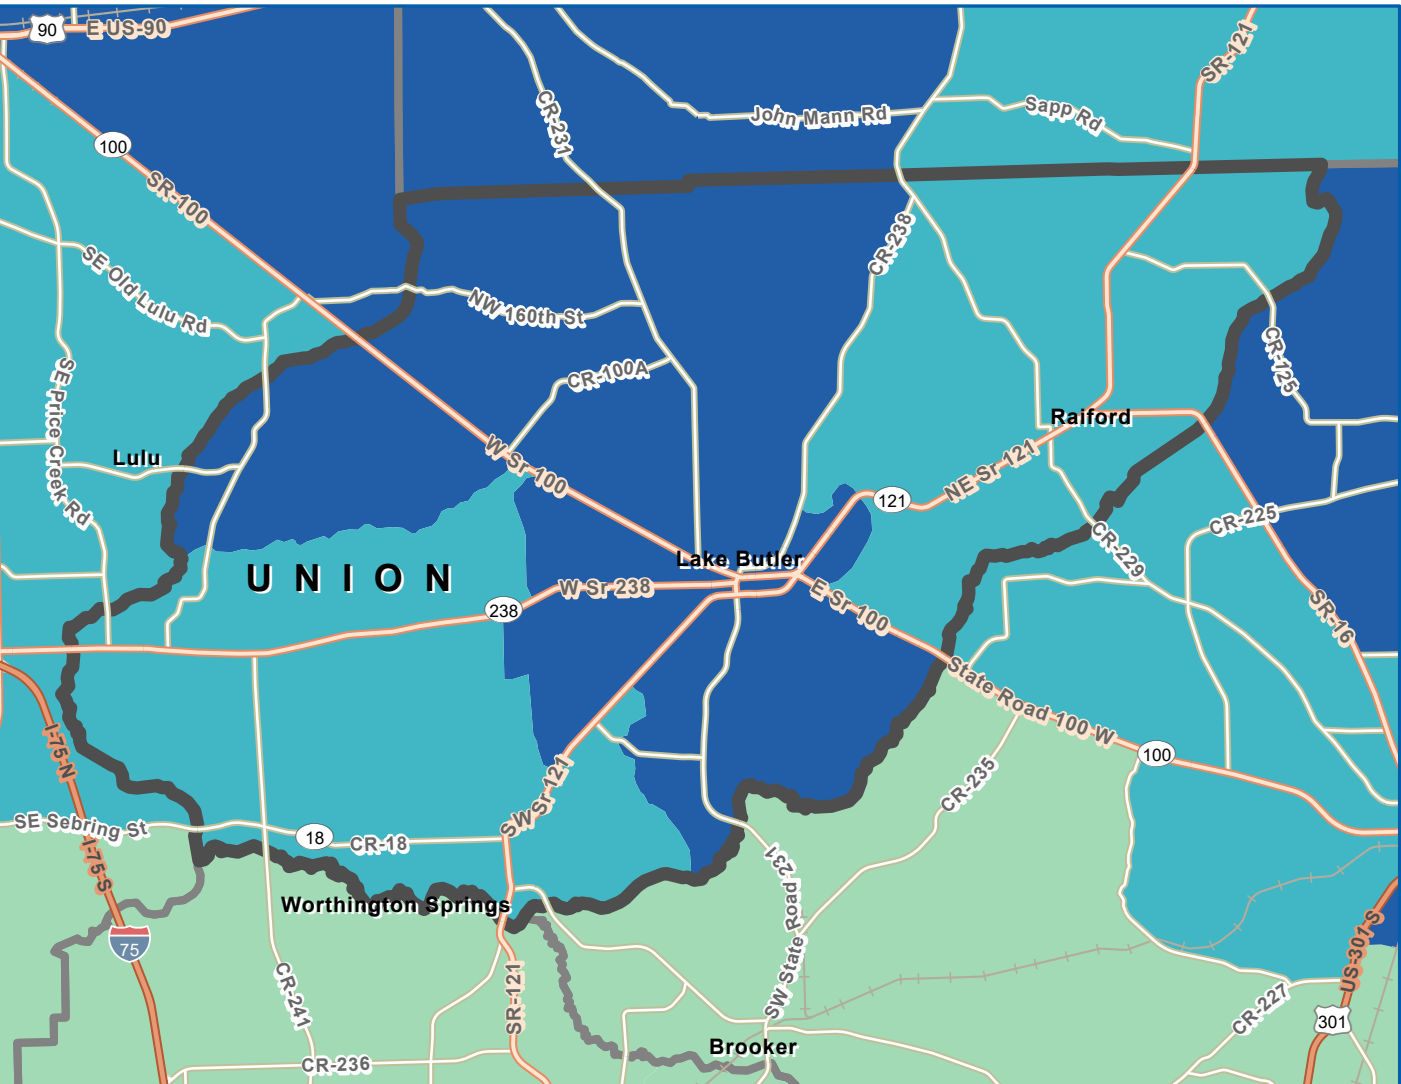 90
E US-90
SR-121
CR-231
John Mann Rd
Sapp Rd
100
SR-100
CR-238
SE Old Lulu Rd
NW 160th St
CR-125
SE Price Creek Rd
CR-100A
Raiford
Lulu
W Sr 100
NE Sr 121
121
CR-225
CR-229
Lake Butler
UNION
W Sr 238
238
E Sr 100
SR-16
State Road 100 W
100
I-75 N
CR-235
SW Sr 121
SE Sebring St
18
CR-18
I-75 S
SW State Road 231
Worthington Springs
75
US-301 S
CR-241
SR-121
CR-227
301
Brooker
CR-236